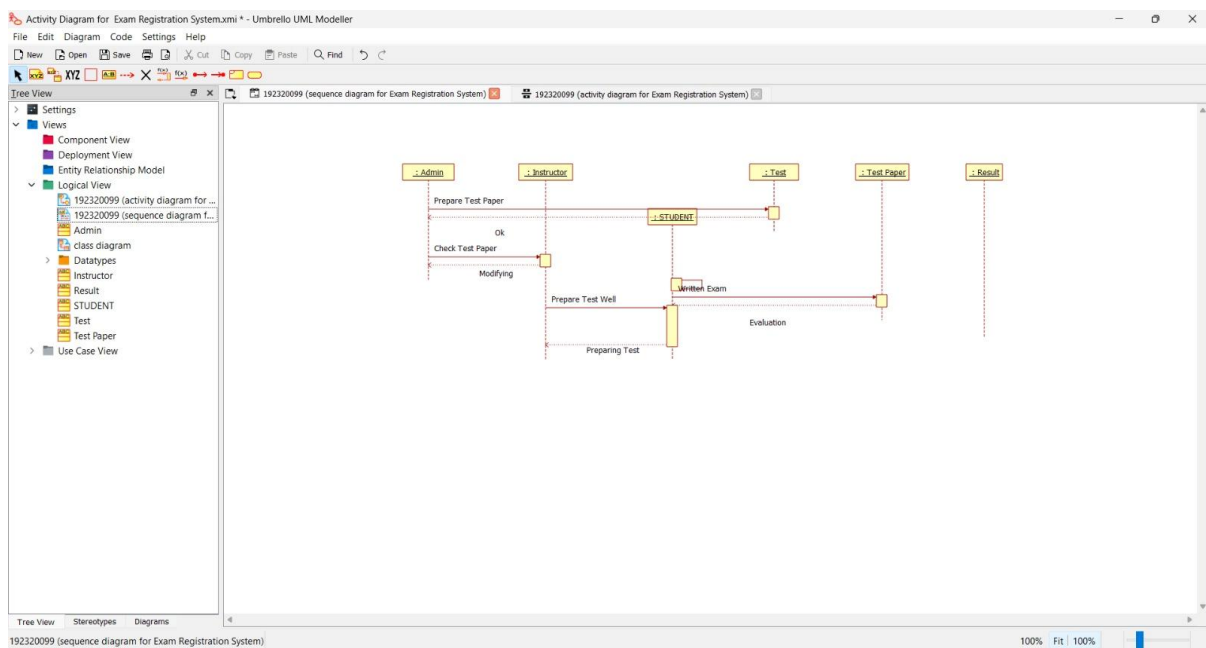 Activity Diagram for Exam Registration System.xmi * - Umbrello UML Modeller
File Edit Diagram Code Settings Help
New Open Save Cut Copy Paste Find
XYZ XYZ A:B f(x) f(x)
Tree View
192320099 (sequence diagram for Exam Registration System) 192320099 (activity diagram for Exam Registration System)
Settings
Views
Component View
Deployment View
Entity Relationship Model
Logical View
192320099 (activity diagram for ...
192320099 (sequence diagram f...
Admin
class diagram
Datatypes
Instructor
Result
STUDENT
Test
Test Paper
Use Case View
: Admin : Instructor : Test : Test Paper : Result
Prepare Test Paper
: STUDENT
Ok
Check Test Paper
Modifying
Written Exam
Prepare Test Well
Evaluation
Preparing Test
Tree View Stereotypes Diagrams
192320099 (sequence diagram for Exam Registration System) 100% Fit 100%